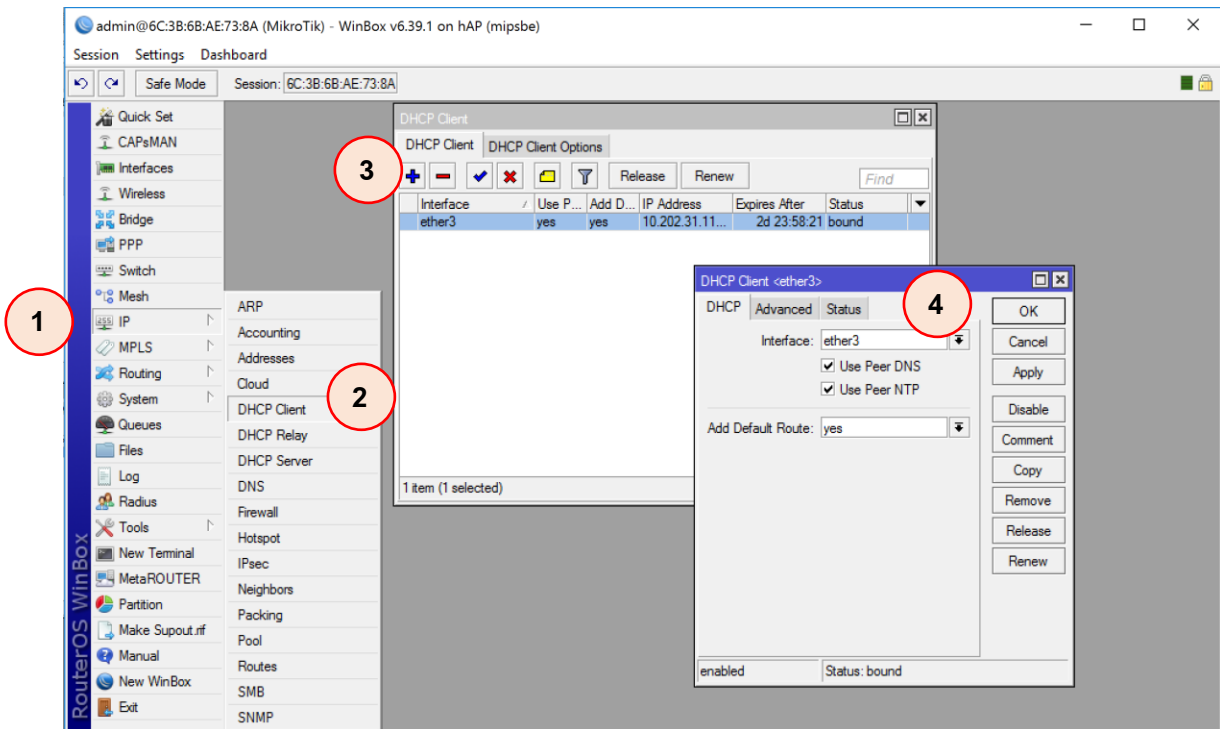 admin@6C:3B:6B:AE:73:8A (MikroTik) - WinBox v6.39.1 on hAP (mipsbe)
Session Settings Dashboard
Safe Mode Session: 6C:3B:6B:AE:73:8A
RouterOS WinBox
Quick Set
CAPsMAN
Interfaces
Wireless
Bridge
PPP
Switch
Mesh
1
IP
MPLS
Routing
System
Queues
Files
Log
Radius
Tools
New Terminal
MetaROUTER
Partition
Make Supout.rif
Manual
New WinBox
Exit
ARP
Accounting
Addresses
Cloud
DHCP Client
2
DHCP Relay
DHCP Server
DNS
Firewall
Hotspot
IPsec
Neighbors
Packing
Pool
Routes
SMB
SNMP
DHCP Client
DHCP Client DHCP Client Options
3
Release Renew Find
Interface Use P... Add D... IP Address Expires After Status
ether3 yes yes 10.202.31.11... 2d 23:58:21 bound
1 item (1 selected)
DHCP Client <ether3>
DHCP Advanced Status
4
Interface: ether3
Use Peer DNS
Use Peer NTP
Add Default Route: yes
OK
Cancel
Apply
Disable
Comment
Copy
Remove
Release
Renew
enabled Status: bound